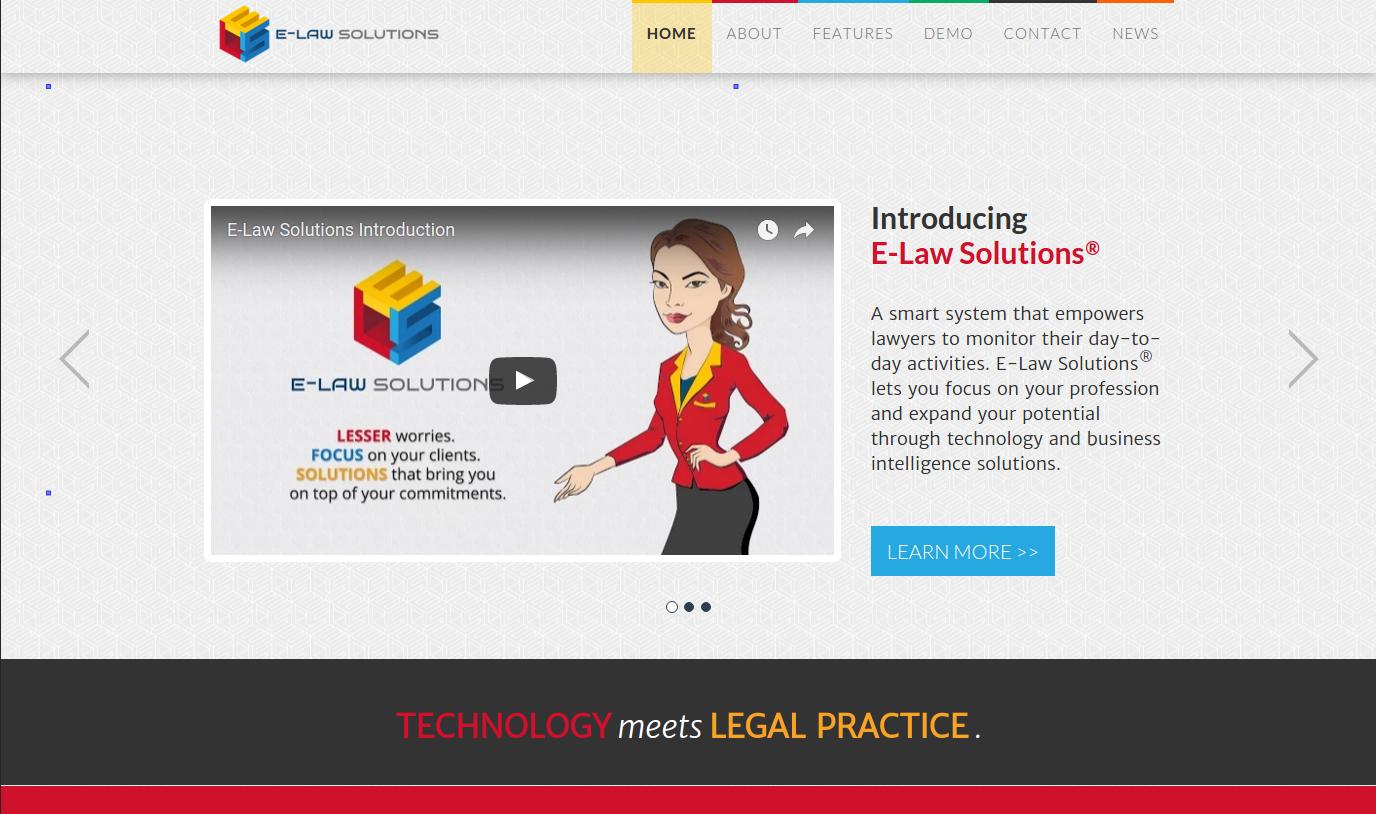 E-LAW SOLUTIONS
HOME ABOUT FEATURES DEMO CONTACT NEWS
E-Law Solutions Introduction
E-LAW SOLUTIONS
LESSER worries.
FOCUS on your clients.
SOLUTIONS that bring you
on top of your commitments.
Introducing
E-Law Solutions®
A smart system that empowers
lawyers to monitor their day-to-
day activities. E-Law Solutions®
lets you focus on your profession
and expand your potential
through technology and business
intelligence solutions.
LEARN MORE >>
TECHNOLOGY meets LEGAL PRACTICE .